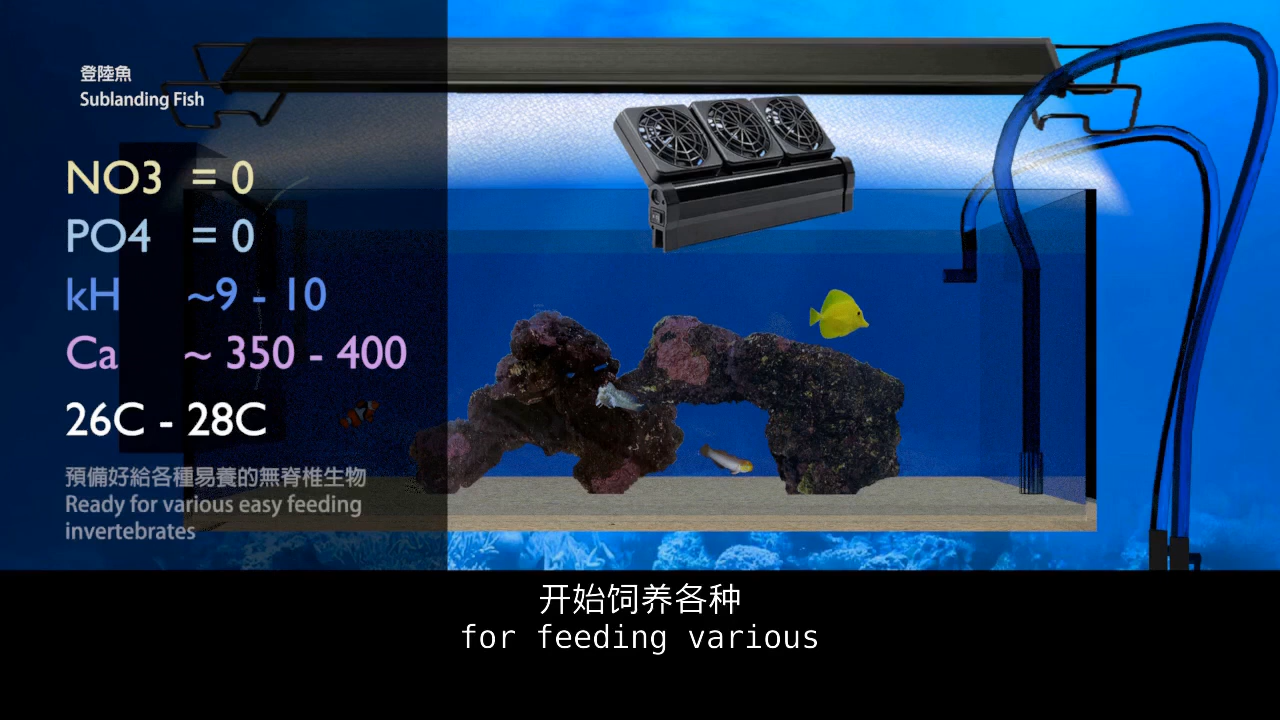 登陸魚
Sublanding Fish
NO3 = 0
PO4 = 0
kH ~9 - 10
Ca ~ 350 - 400
26C - 28C
預備好給各種易養的無脊椎生物
Ready for various easy feeding
invertebrates
开始饲养各种
for feeding various